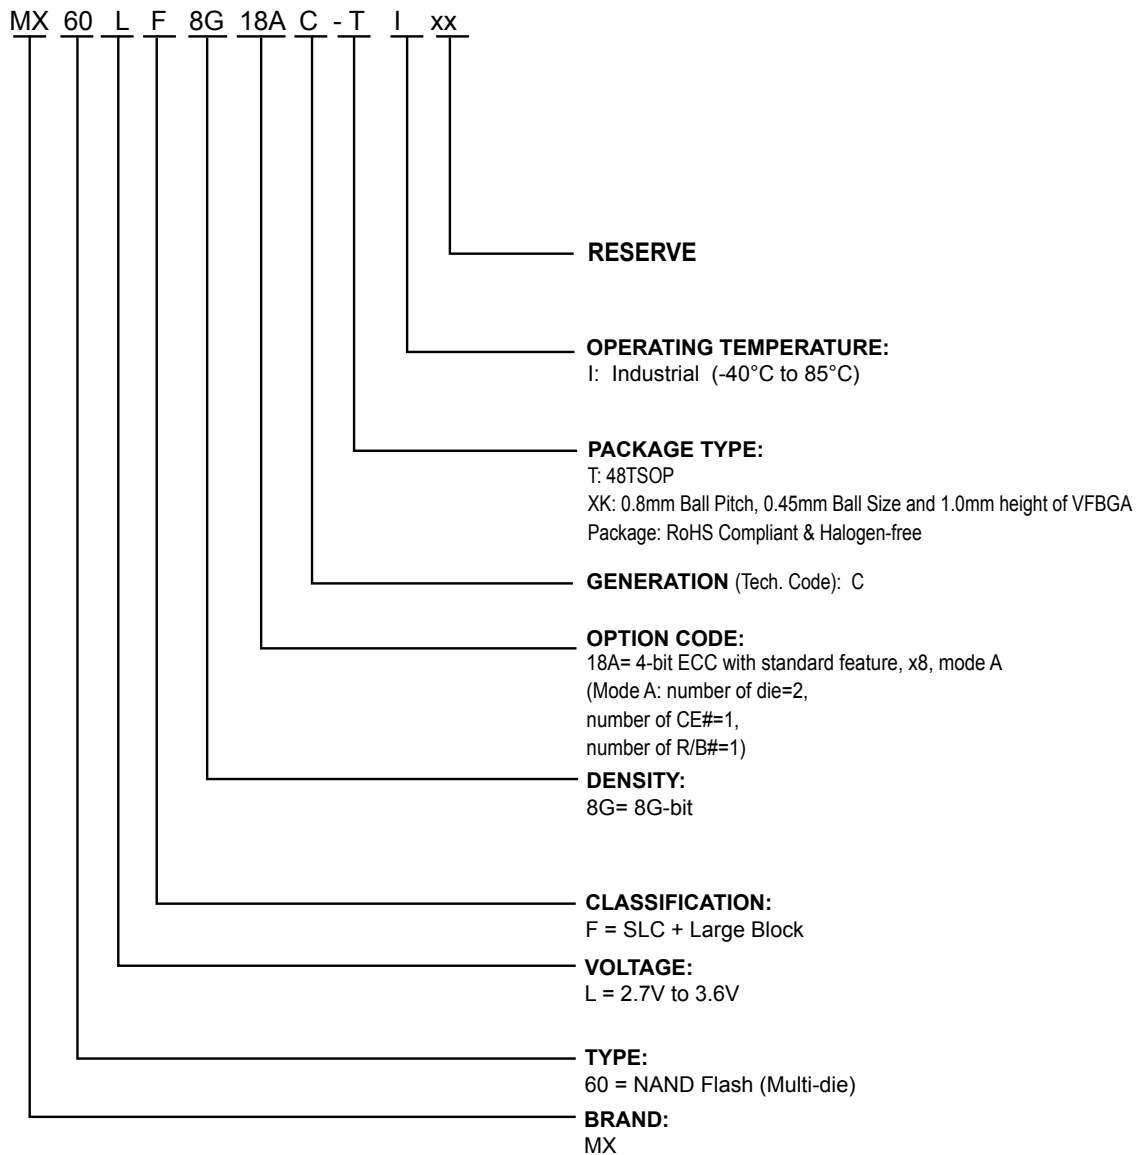 MX 60 L F 8G 18A C - T I xx
RESERVE
OPERATING TEMPERATURE:
I: Industrial (-40°C to 85°C)
PACKAGE TYPE:
T: 48TSOP
XK: 0.8mm Ball Pitch, 0.45mm Ball Size and 1.0mm height of VFBGA
Package: RoHS Compliant & Halogen-free
GENERATION (Tech. Code): C
OPTION CODE:
18A= 4-bit ECC with standard feature, x8, mode A
(Mode A: number of die=2,
number of CE#=1,
number of R/B#=1)
DENSITY:
8G= 8G-bit
CLASSIFICATION:
F = SLC + Large Block
VOLTAGE:
L = 2.7V to 3.6V
TYPE:
60 = NAND Flash (Multi-die)
BRAND:
MX